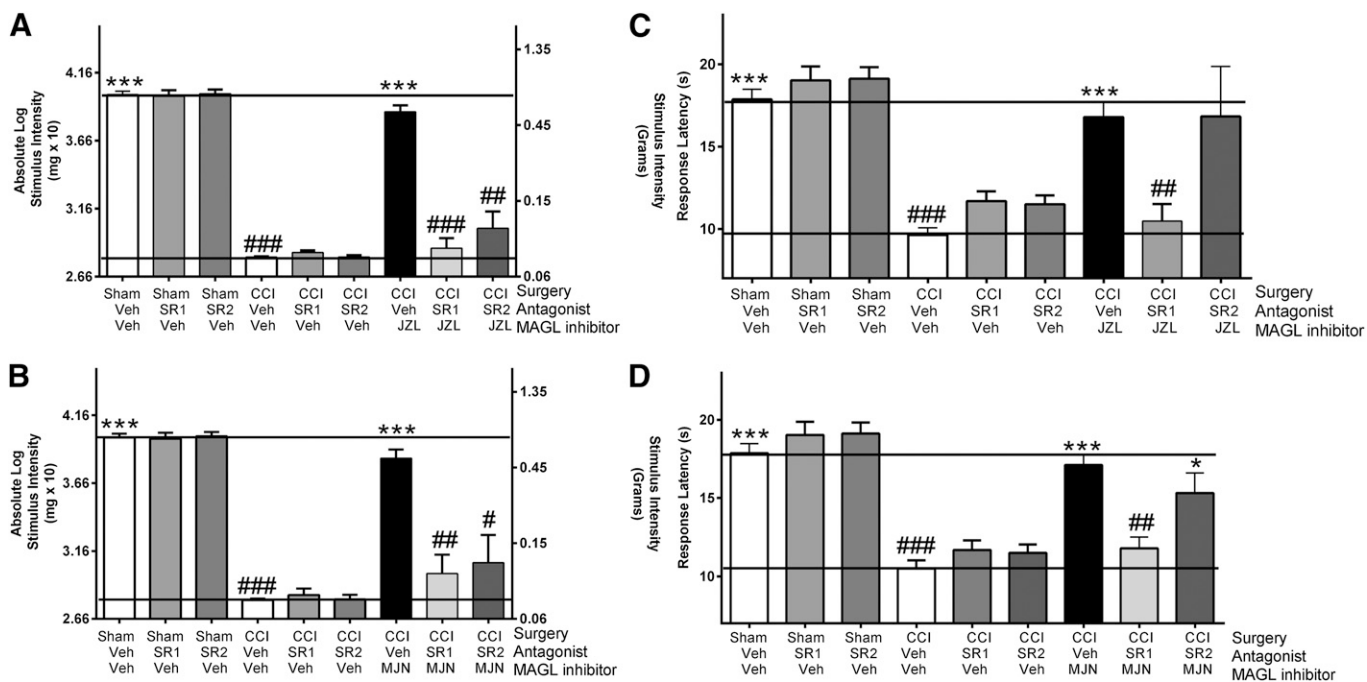 A
Absolute Log
Stimulus Intensity
(mg x 10)
4.16
3.66
3.16
2.66
1.35
0.45
0.15
0.06
Stimulus Intensity
(Grams)
***
###
***
###
##
Sham Sham Sham CCI CCI CCI CCI CCI CCI Surgery
Veh SR1 SR2 Veh SR1 SR2 Veh SR1 SR2 Antagonist
Veh Veh Veh Veh Veh Veh JZL JZL JZL MAGL inhibitor
B
Absolute Log
Stimulus Intensity
(mg x 10)
4.16
3.66
3.16
2.66
1.35
0.45
0.15
0.06
Stimulus Intensity
(Grams)
***
###
***
##
#
Sham Sham Sham CCI CCI CCI CCI CCI CCI Surgery
Veh SR1 SR2 Veh SR1 SR2 Veh SR1 SR2 Antagonist
Veh Veh Veh Veh Veh Veh MJN MJN MJN MAGL inhibitor
C
Response Latency (s)
20
15
10
***
###
***
##
Sham Sham Sham CCI CCI CCI CCI CCI CCI Surgery
Veh SR1 SR2 Veh SR1 SR2 Veh SR1 SR2 Antagonist
Veh Veh Veh Veh Veh Veh JZL JZL JZL MAGL inhibitor
D
Response Latency (s)
20
15
10
***
###
***
##
*
Sham Sham Sham CCI CCI CCI CCI CCI CCI Surgery
Veh SR1 SR2 Veh SR1 SR2 Veh SR1 SR2 Antagonist
Veh Veh Veh Veh Veh Veh MJN MJN MJN MAGL inhibitor